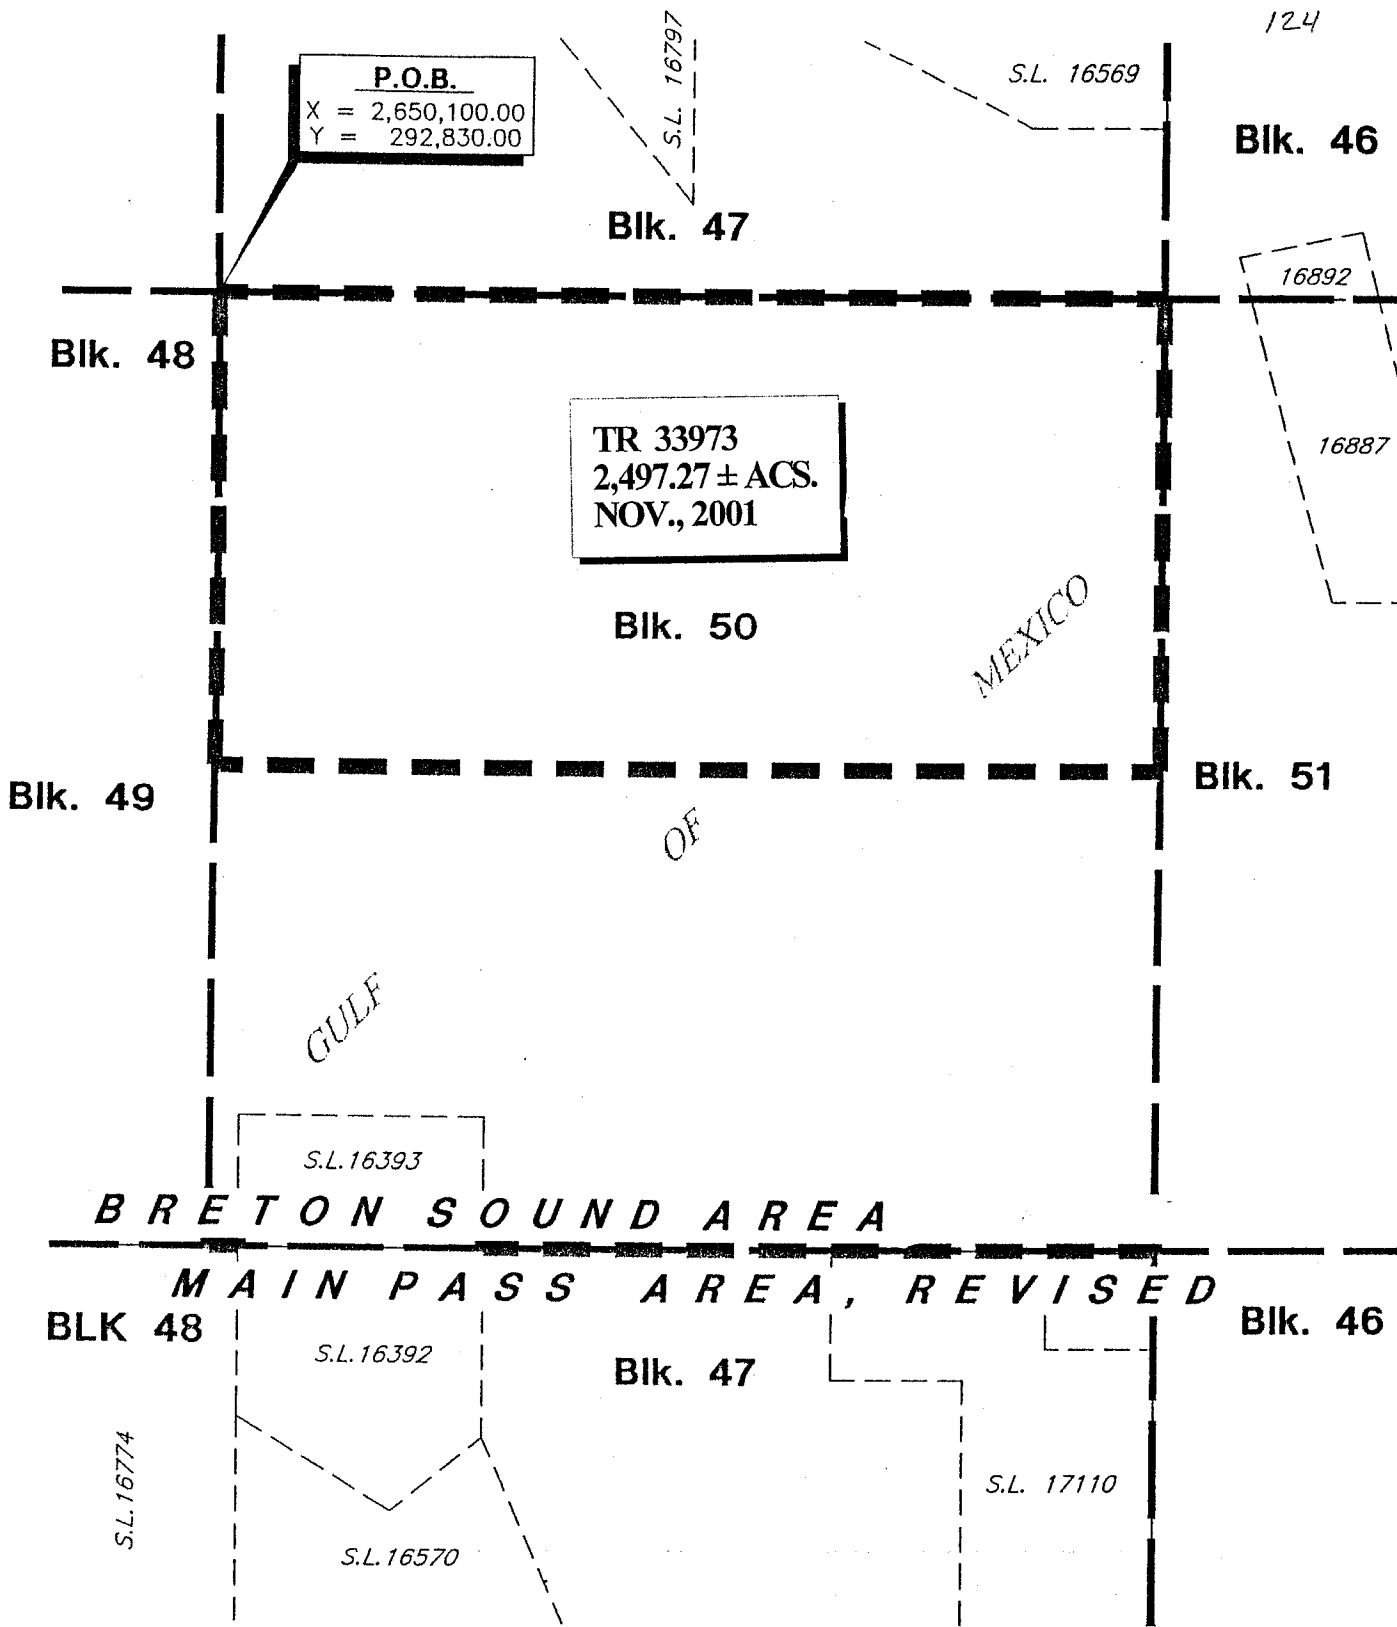 124
S.L. 16797
S.L. 16569
P.O.B.
X = 2,650,100.00
Y = 292,830.00
Blk. 46
Blk. 47
16892
Blk. 48
TR 33973
2,497.27 ± ACS.
NOV., 2001
16887
Blk. 50
MEXICO
Blk. 49
Blk. 51
OF
GULF
S.L.16393
BRETON SOUND AREA
MAIN PASS AREA, REVISED
BLK 48
Blk. 46
S.L.16392
Blk. 47
S.L.16774
S.L. 17110
S.L.16570